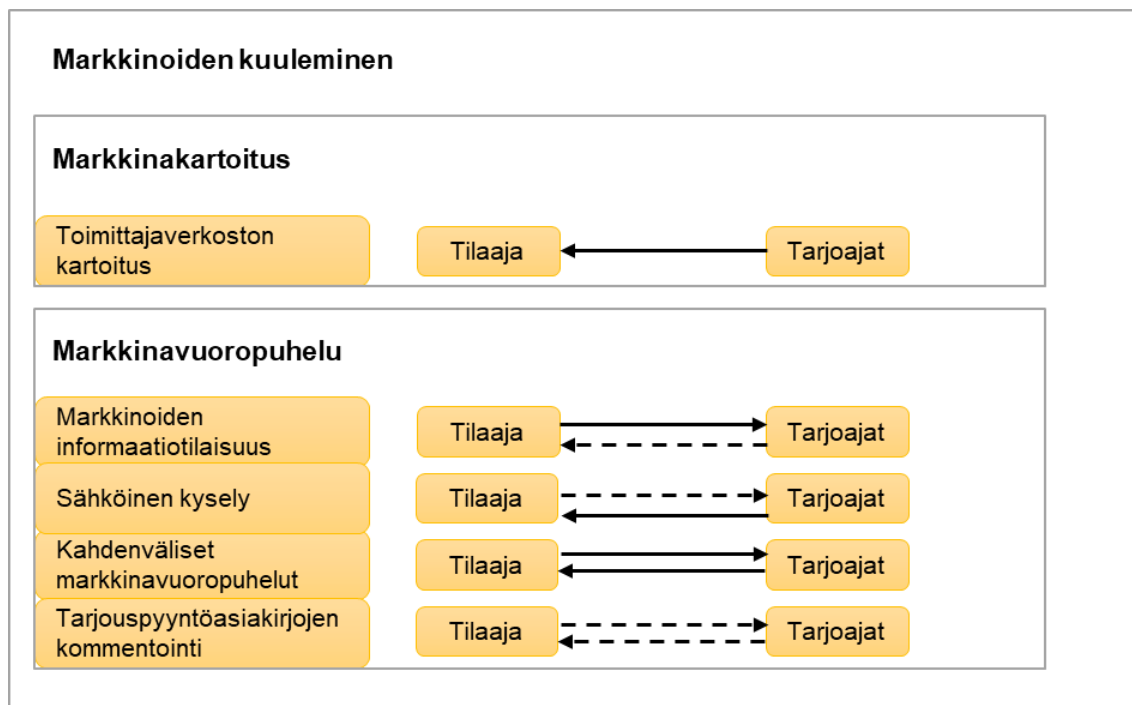 Markkinoiden kuuleminen
Markkinakartoitus
Toimittajaverkoston
kartoitus
Tilaaja
Tarjoajat
Markkinavuoropuhelu
Markkinoiden
informaatiotilaisuus
Tilaaja
Tarjoajat
Sähköinen kysely
Tilaaja
Tarjoajat
Kahdenväliset
markkinavuoropuhelut
Tilaaja
Tarjoajat
Tarjouspyyntöasiakirjojen
kommentointi
Tilaaja
Tarjoajat